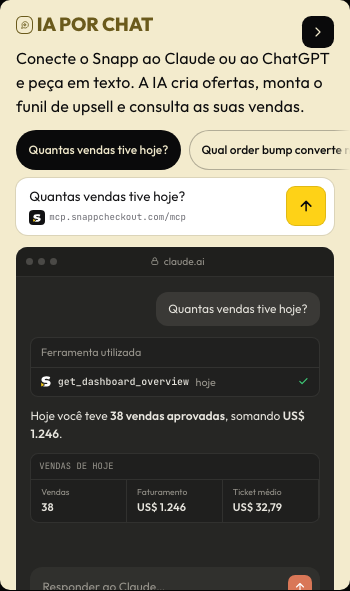 IA POR CHAT
Conecte o Snapp ao Claude ou ao ChatGPT
e peça em texto. A IA cria ofertas, monta o
funil de upsell e consulta as suas vendas.
Quantas vendas tive hoje?
Qual order bump converte
Quantas vendas tive hoje?
mcp.snappcheckout.com/mcp
claude.ai
Quantas vendas tive hoje?
Ferramenta utilizada
get_dashboard_overview hoje
Hoje você teve 38 vendas aprovadas, somando US$
1.246.
VENDAS DE HOJE
Vendas Faturamento Ticket médio
38 US$ 1.246 US$ 32,79
Responder ao Claude...